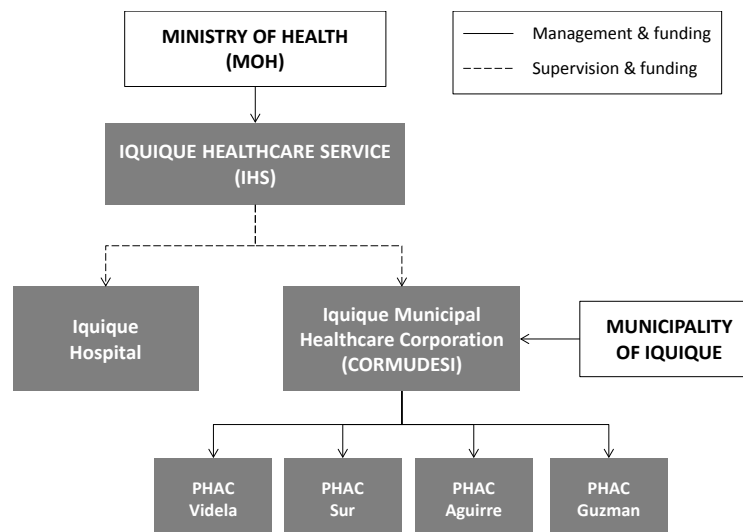 MINISTRY OF HEALTH
(MOH)
Management & funding
Supervision & funding
IQUIQUE HEALTHCARE SERVICE
(IHS)
Iquique
Hospital
Iquique Municipal
Healthcare Corporation
(CORMUDESI)
MUNICIPALITY
OF IQUIQUE
PHAC
Videla
PHAC
Sur
PHAC
Aguirre
PHAC
Guzman